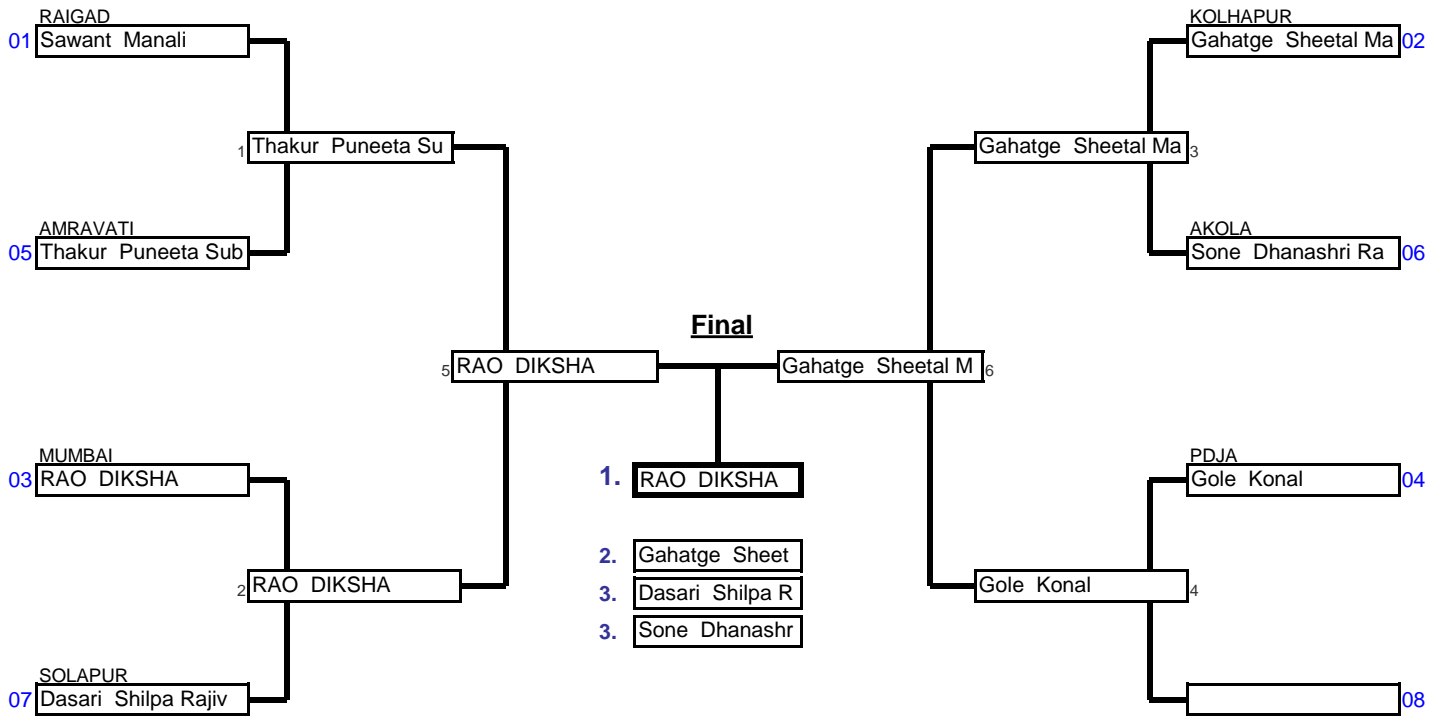 RAIGAD
01 Sawant Manali
1 Thakur Puneeta Su
AMRAVATI
05 Thakur Puneeta Sub
5 RAO DIKSHA
MUMBAI
03 RAO DIKSHA
2 RAO DIKSHA
SOLAPUR
07 Dasari Shilpa Rajiv
Final
1. RAO DIKSHA
2. Gahatge Sheet
3. Dasari Shilpa R
3. Sone Dhanashr
KOLHAPUR
Gahatge Sheetal Ma 02
Gahatge Sheetal Ma 3
AKOLA
Sone Dhanashri Ra 06
Gahatge Sheetal M 6
PDJA
Gole Konal 04
Gole Konal 4
08